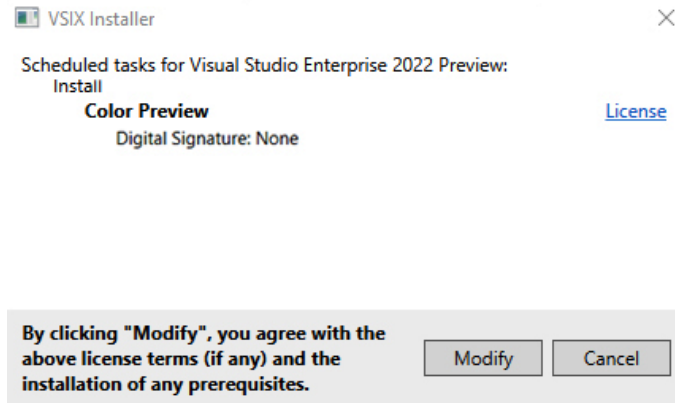 VSIX Installer
Scheduled tasks for Visual Studio Enterprise 2022 Preview:
Install
Color Preview License
Digital Signature: None
By clicking "Modify", you agree with the
above license terms (if any) and the
installation of any prerequisites.
Modify Cancel